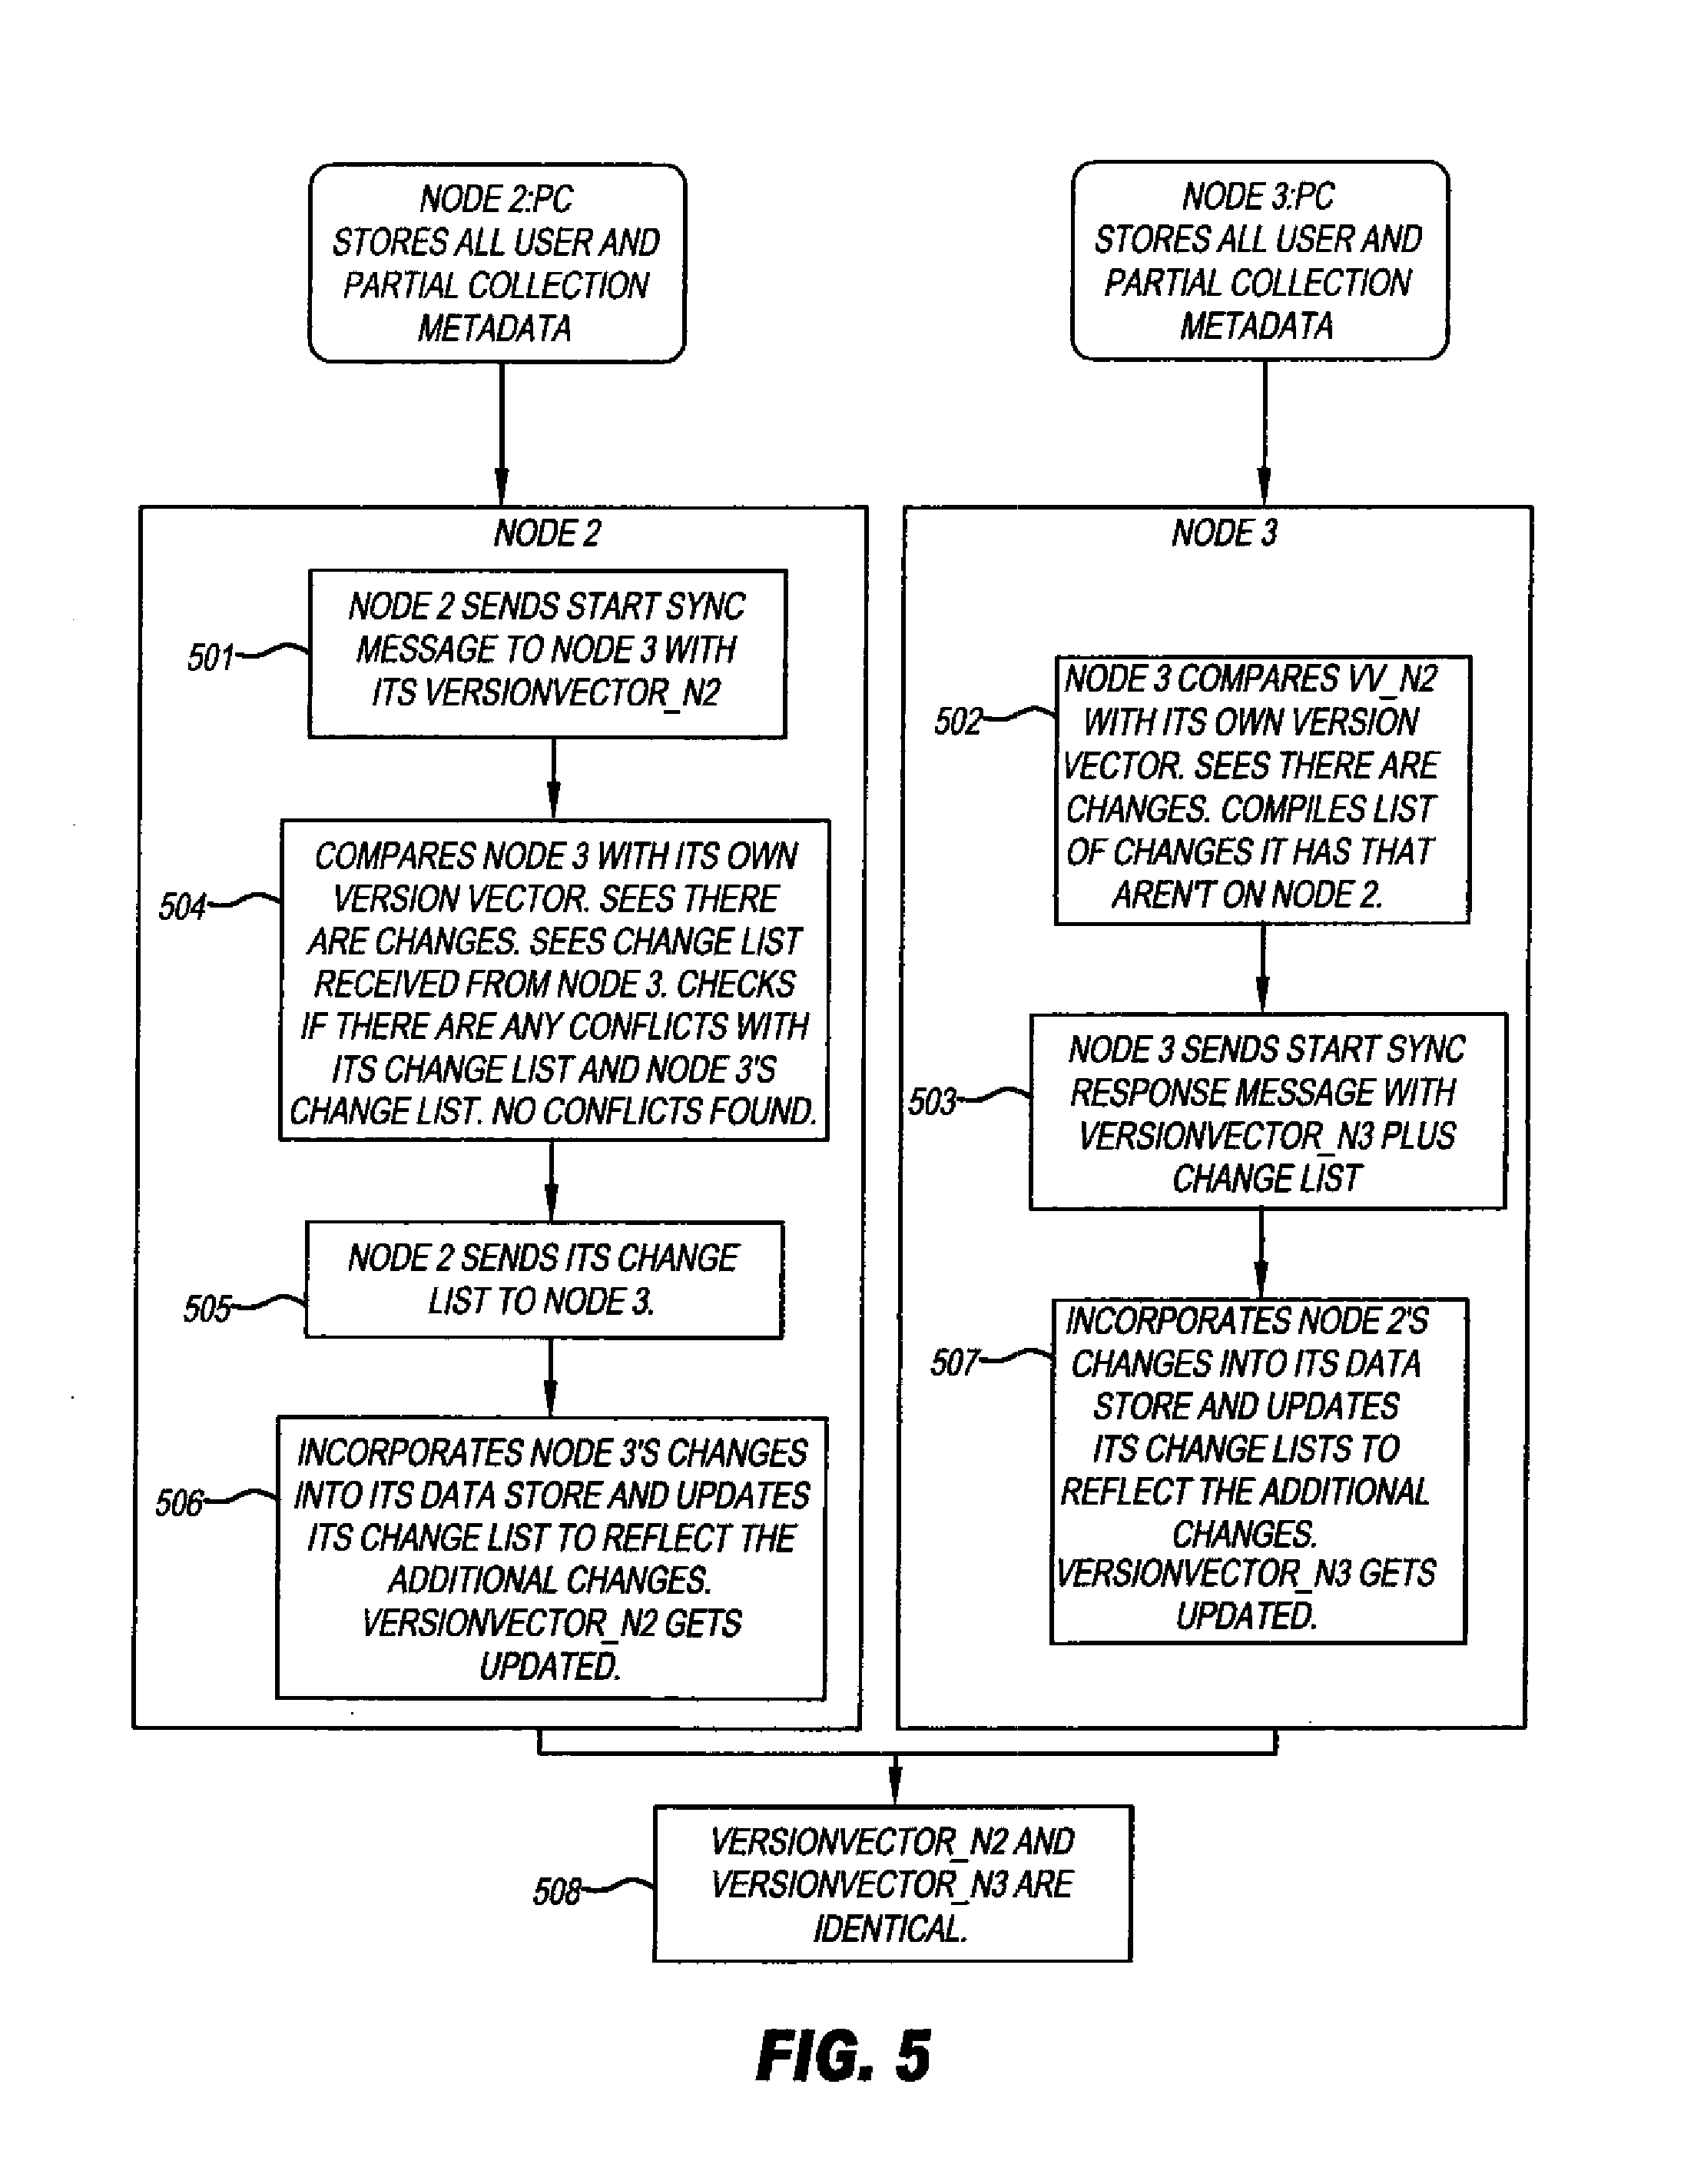 NODE 2:PC
STORES ALL USER AND
PARTIAL COLLECTION
METADATA
NODE 3:PC
STORES ALL USER AND
PARTIAL COLLECTION
METADATA
NODE 2
501
NODE 2 SENDS START SYNC
MESSAGE TO NODE 3 WITH
ITS VERSIONVECTOR_N2
504
COMPARES NODE 3 WITH ITS OWN
VERSION VECTOR. SEES THERE
ARE CHANGES. SEES CHANGE LIST
RECEIVED FROM NODE 3. CHECKS
IF THERE ARE ANY CONFLICTS WITH
ITS CHANGE LIST AND NODE 3'S
CHANGE LIST. NO CONFLICTS FOUND.
505
NODE 2 SENDS ITS CHANGE
LIST TO NODE 3.
506
INCORPORATES NODE 3'S CHANGES
INTO ITS DATA STORE AND UPDATES
ITS CHANGE LIST TO REFLECT THE
ADDITIONAL CHANGES.
VERSIONVECTOR_N2 GETS
UPDATED.
NODE 3
502
NODE 3 COMPARES VV_N2
WITH ITS OWN VERSION
VECTOR. SEES THERE ARE
CHANGES. COMPILES LIST
OF CHANGES IT HAS THAT
AREN'T ON NODE 2.
503
NODE 3 SENDS START SYNC
RESPONSE MESSAGE WITH
VERSIONVECTOR_N3 PLUS
CHANGE LIST
507
INCORPORATES NODE 2'S
CHANGES INTO ITS DATA
STORE AND UPDATES
ITS CHANGE LISTS TO
REFLECT THE ADDITIONAL
CHANGES.
VERSIONVECTOR_N3 GETS
UPDATED.
508
VERSIONVECTOR_N2 AND
VERSIONVECTOR_N3 ARE
IDENTICAL.
FIG. 5